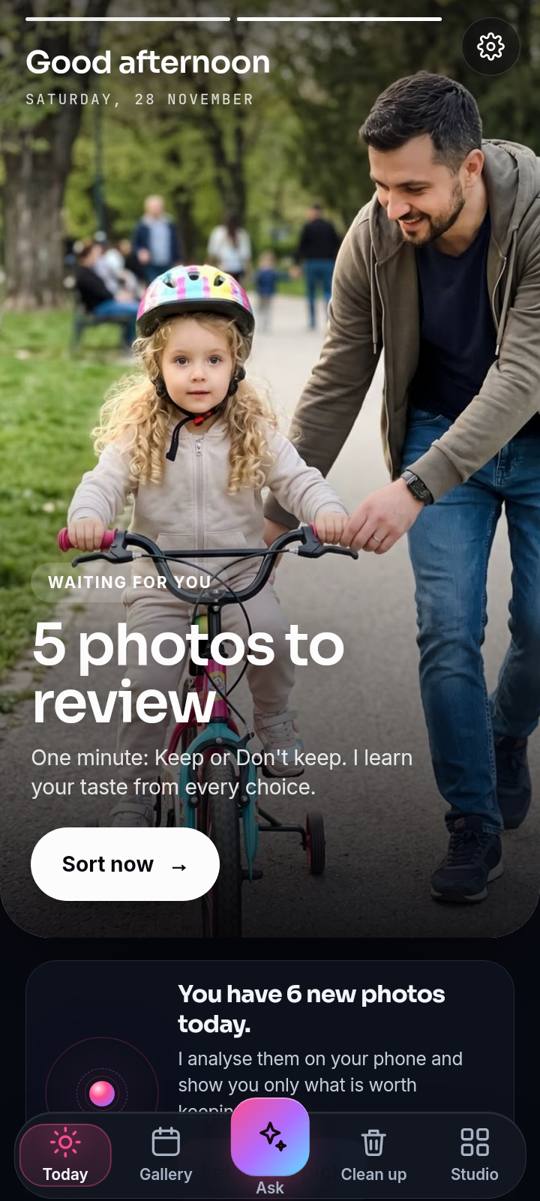 Good afternoon
SATURDAY, 28 NOVEMBER
WAITING FOR YOU
5 photos to
review
One minute: Keep or Don't keep. I learn
your taste from every choice.
Sort now →
You have 6 new photos
today.
I analyse them on your phone and
show you only what is worth
Today
Gallery
Ask
Clean up
Studio